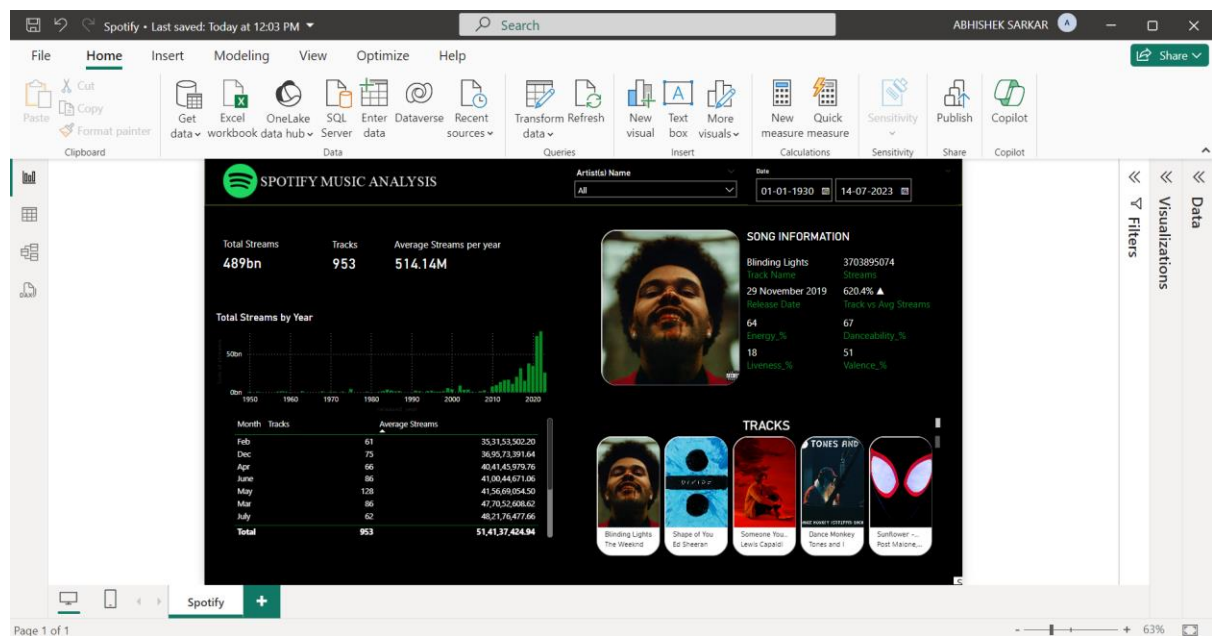 Spotify • Last saved: Today at 12:03 PM
Search
ABHISHEK SARKAR A
File Home Insert Modeling View Optimize Help
Share
Paste
Cut
Copy
Format painter
Get data
Excel workbook
OneLake data hub
SQL Server
Enter data
Dataverse
Recent sources
Transform data
Refresh
New visual
Text box
More visuals
New measure
Quick measure
Sensitivity
Publish
Copilot
Clipboard Data Queries Insert Calculations Sensitivity Share Copilot
SPOTIFY MUSIC ANALYSIS
Artist(s) Name
All
Date
01-01-1930 14-07-2023
Total Streams Tracks Average Streams per year
489bn 953 514.14M
Total Streams by Year
50bn
0bn
1950 1960 1970 1980 1990 2000 2010 2020
Month Tracks Average Streams
Feb 61 35,31,53,502.20
Dec 75 36,95,73,391.64
Apr 66 40,41,45,979.76
June 86 41,00,44,671.06
May 128 41,56,69,054.50
Mar 86 47,70,52,608.62
July 62 48,21,76,477.66
Total 953 51,41,37,424.94
SONG INFORMATION
Blinding Lights 3703895074
Track Name Streams
29 November 2019 620.4% ▲
Release Date Track vs Avg Streams
64 67
Energy_% Danceability_%
18 51
Liveness_% Valence_%
TRACKS
TONES AND
Blinding Lights
The Weeknd
Shape of You
Ed Sheeran
Someone You...
Lewis Capaldi
Dance Monkey
Tones and I
Sunflower -...
Post Malone,...
Filters
Visualizations
Data
Spotify
Page 1 of 1
63%